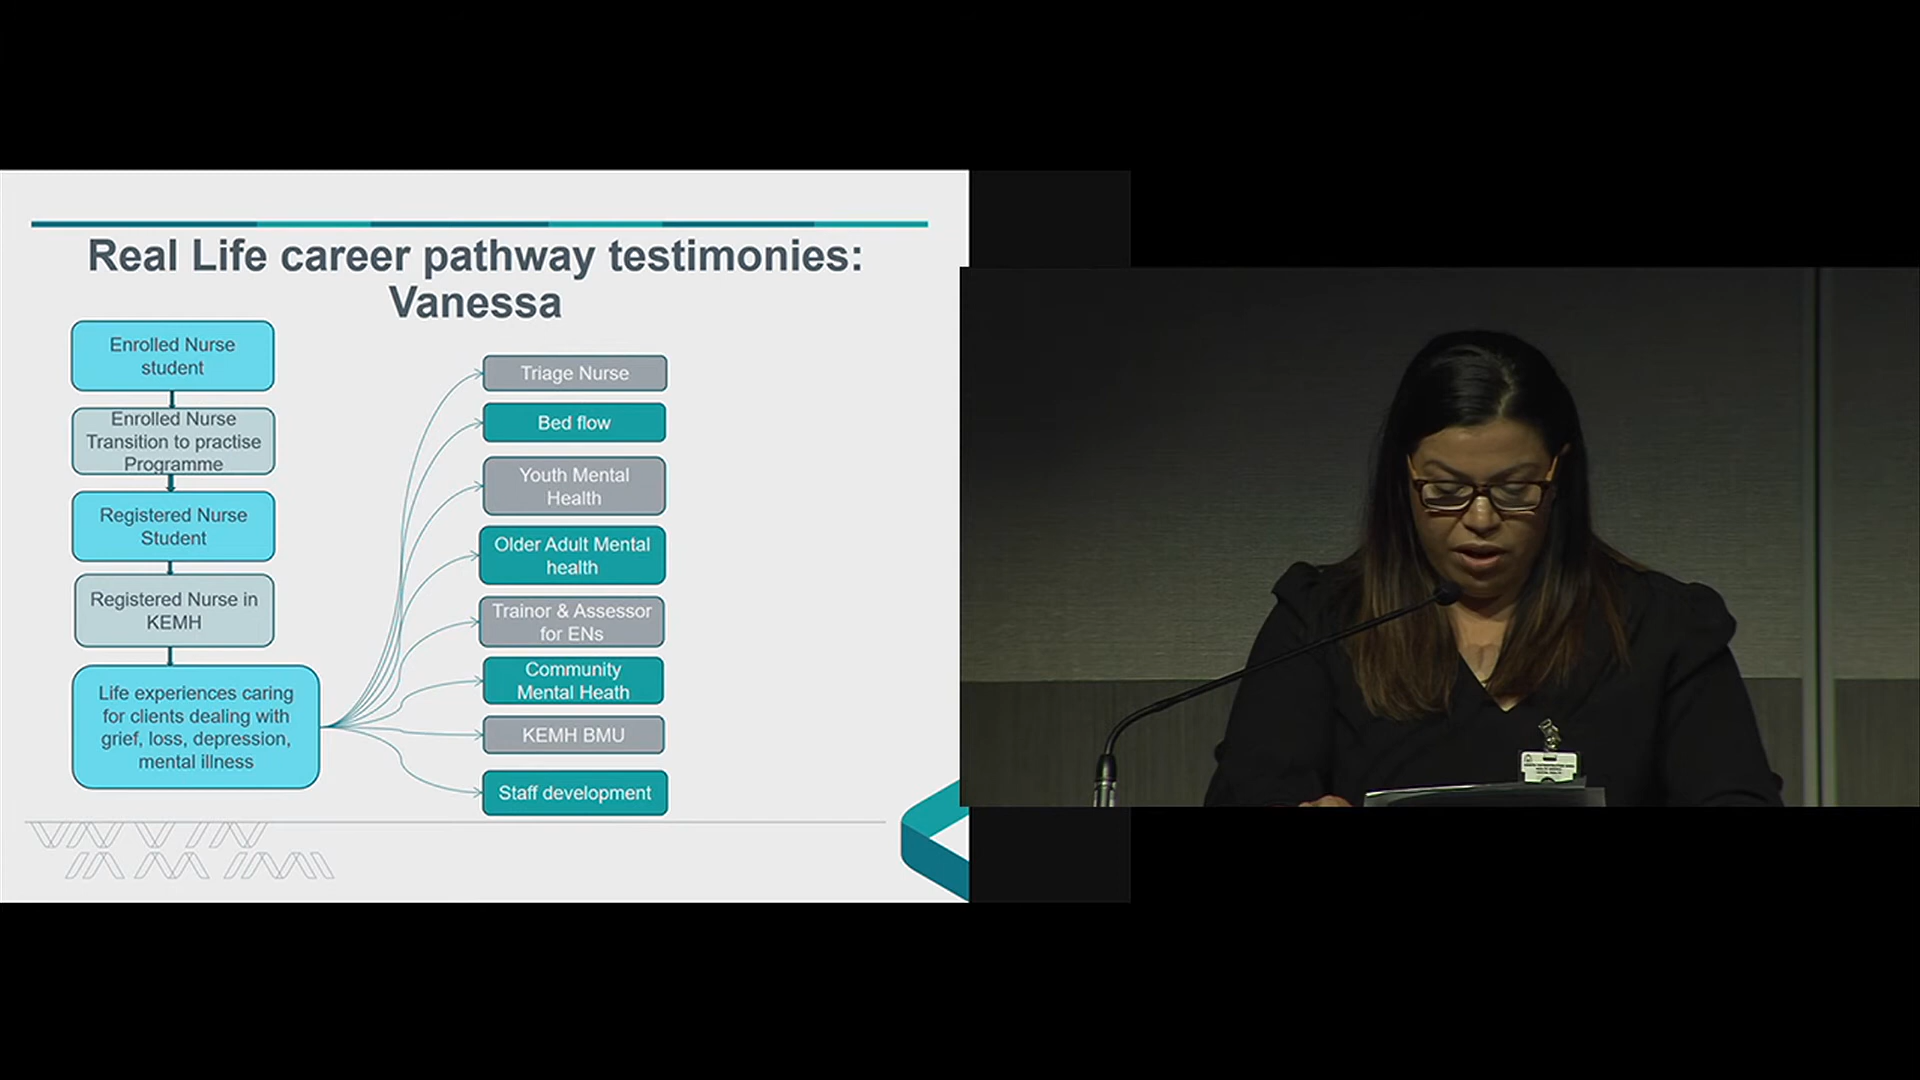 Real Life career pathway testimonies:
Vanessa
Enrolled Nurse
student
Enrolled Nurse
Transition to practise
Programme
Registered Nurse
Student
Registered Nurse in
KEMH
Life experiences caring
for clients dealing with
grief, loss, depression,
mental illness
Triage Nurse
Bed flow
Youth Mental
Health
Older Adult Mental
health
Trainor & Assessor
for ENs
Community
Mental Heath
KEMH BMU
Staff development